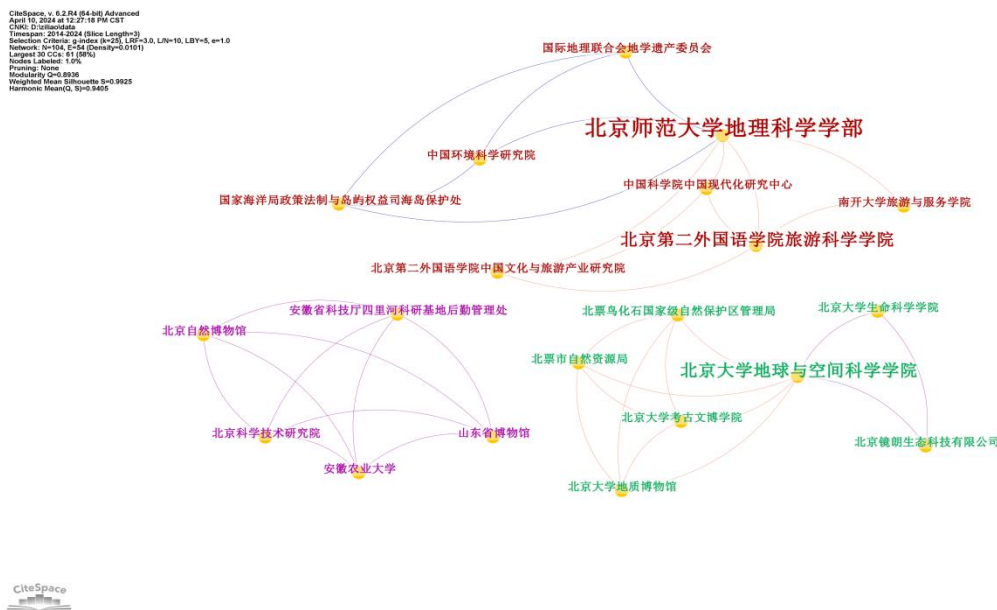 CiteSpace, v. 6.2.R4 (64-bit) Advanced
April 10, 2024 at 12:27:18 PM CST
CNKI: D:\ziliao\data
Timespan: 2014-2024 (Slice Length=3)
Selection Criteria: g-index (k=25), LRF=3.0, L/N=10, LBY=5, e=1.0
Network: N=104, E=54 (Density=0.0101)
Largest 30 CCs: 61 (58%)
Nodes Labeled: 1.0%
Pruning: None
Modularity Q=0.8936
Weighted Mean Silhouette S=0.9925
Harmonic Mean(Q, S)=0.9405
国际地理联合会地学遗产委员会
北京师范大学地理科学学部
中国环境科学研究院
中国科学院中国现代化研究中心
国家海洋局政策法制与岛屿权益司海岛保护处
南开大学旅游与服务学院
北京第二外国语学院旅游科学学院
北京第二外国语学院中国文化与旅游产业研究院
安徽省科技厅四里河科研基地后勤管理处
北京自然博物馆
北京科学技术研究院
山东省博物馆
安徽农业大学
北票鸟化石国家级自然保护区管理局
北京大学生命科学学院
北票市自然资源局
北京大学地球与空间科学学院
北京大学考古文博学院
北京镜朗生态科技有限公司
北京大学地质博物馆
CiteSpace